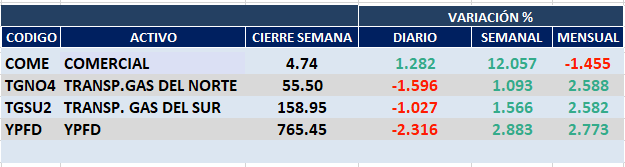 VARIACIÓN %
CODIGO ACTIVO CIERRE SEMANA DIARIO SEMANAL MENSUAL
COME COMERCIAL 4.74 1.282 12.057 -1.455
TGNO4 TRANSP.GAS DEL NORTE 55.50 -1.596 1.093 2.588
TGSU2 TRANSP. GAS DEL SUR 158.95 -1.027 1.566 2.582
YPFD YPFD 765.45 -2.316 2.883 2.773